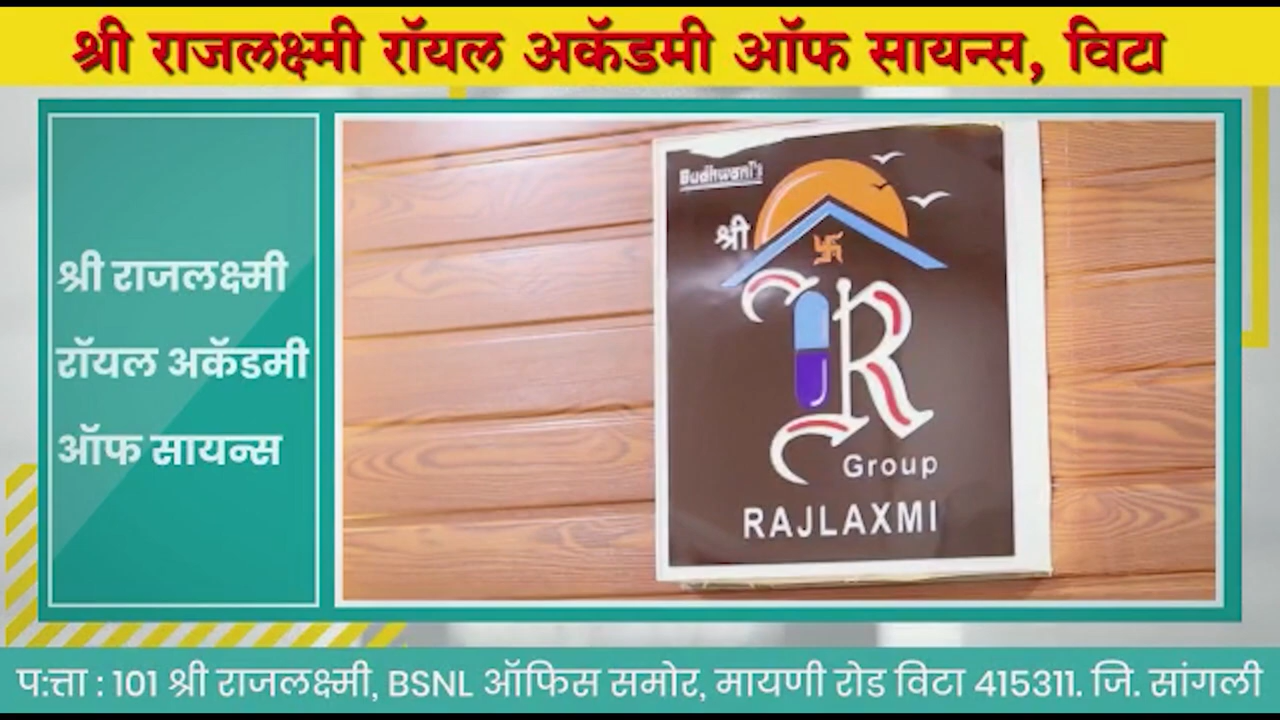 श्री राजलक्ष्मी रॉयल अकॅडमी ऑफ सायन्स, विटा
श्री राजलक्ष्मी
रॉयल अकॅडमी
ऑफ सायन्स
Budhwani's
श्री
R
Group
RAJLAXMI
प:त्ता : 101 श्री राजलक्ष्मी, BSNL ऑफिस समोर, मायणी रोड विटा 415311. जि. सांगली